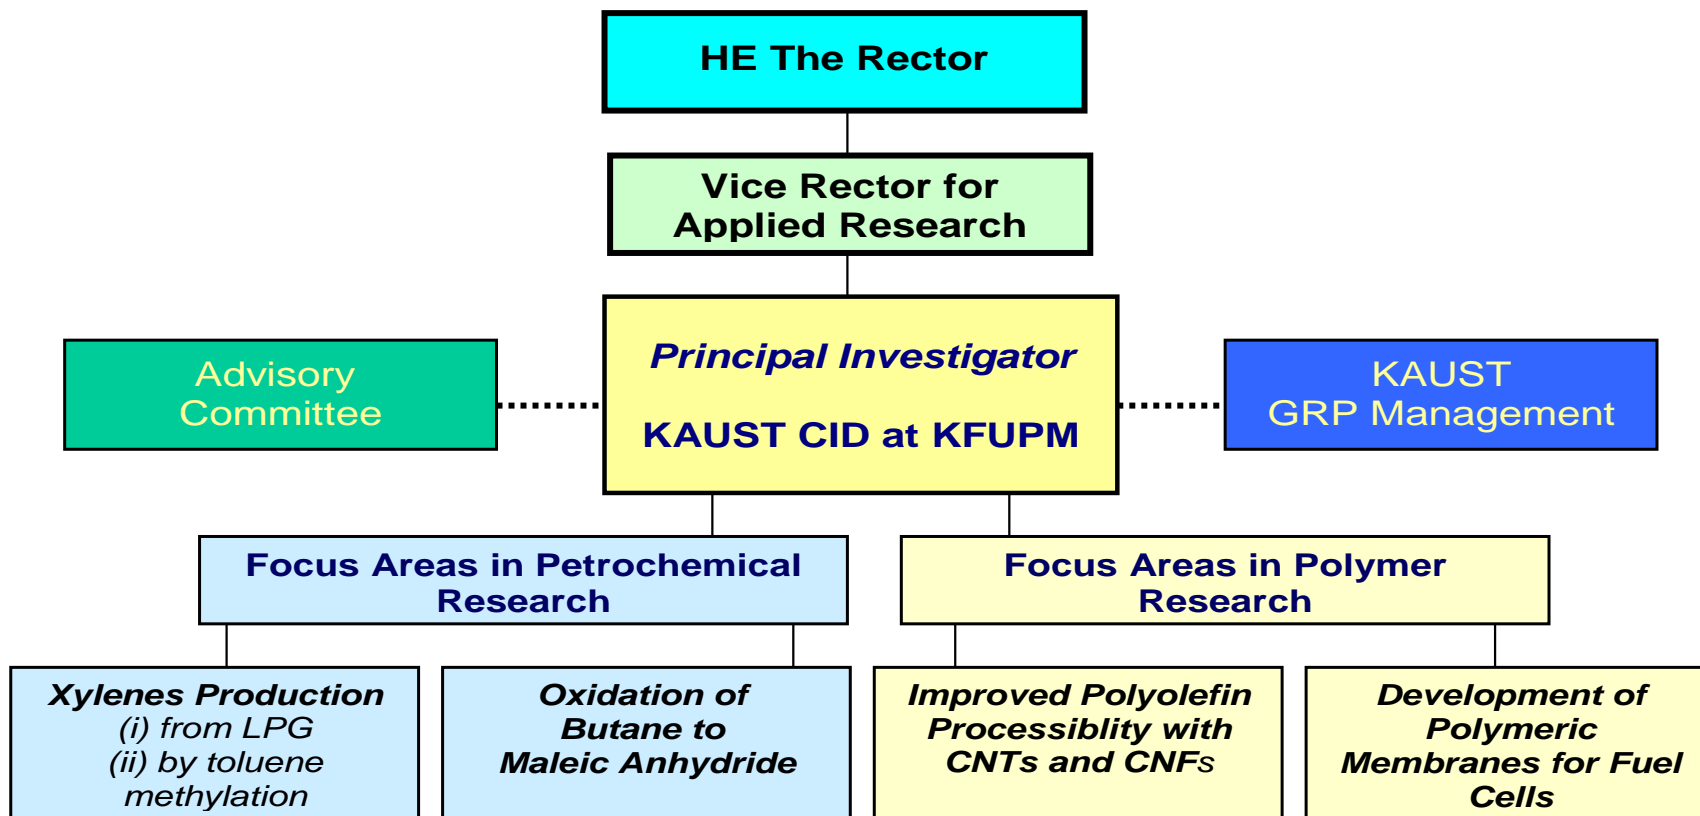 HE The Rector
Vice Rector for
Applied Research
Principal Investigator
KAUST CID at KFUPM
Advisory
Committee
KAUST
GRP Management
Focus Areas in Petrochemical
Research
Focus Areas in Polymer
Research
Xylenes Production
(i) from LPG
(ii) by toluene
methylation
Oxidation of
Butane to
Maleic Anhydride
Improved Polyolefin
Processiblity with
CNTs and CNFs
Development of
Polymeric
Membranes for Fuel
Cells